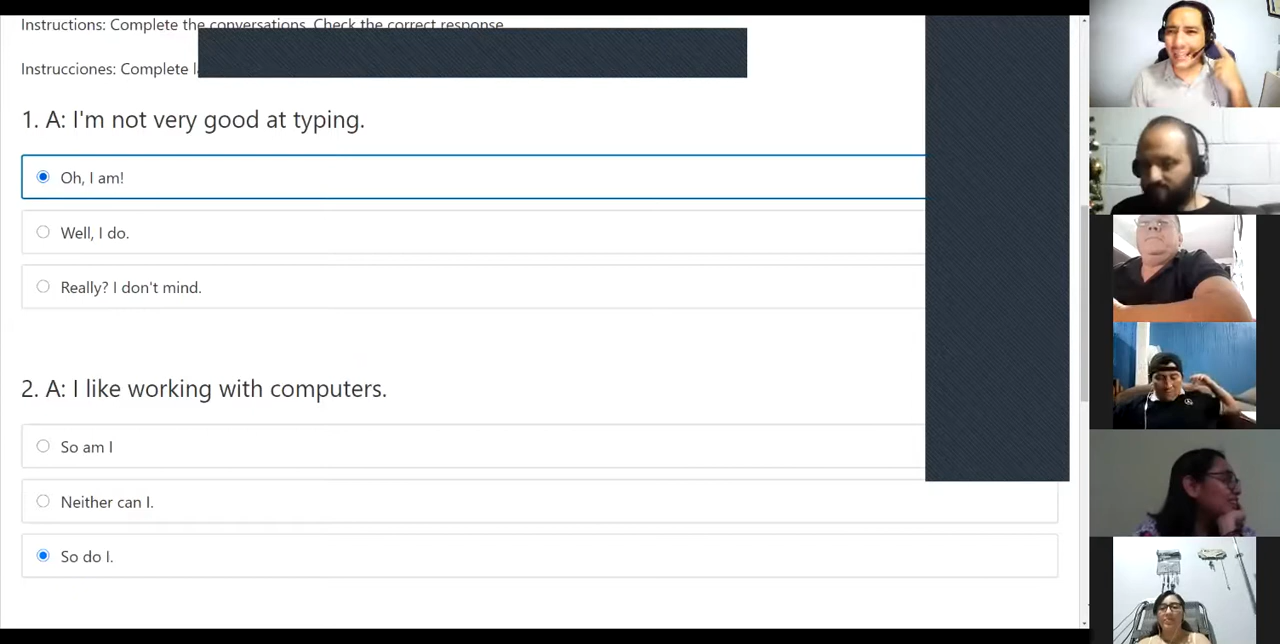 Instructions: Complete the conversations. Check the correct response
Instrucciones: Complete
1. A: I'm not very good at typing.
Oh, I am!
Well, I do.
Really? I don't mind.
2. A: I like working with computers.
So am I
Neither can I.
So do I.